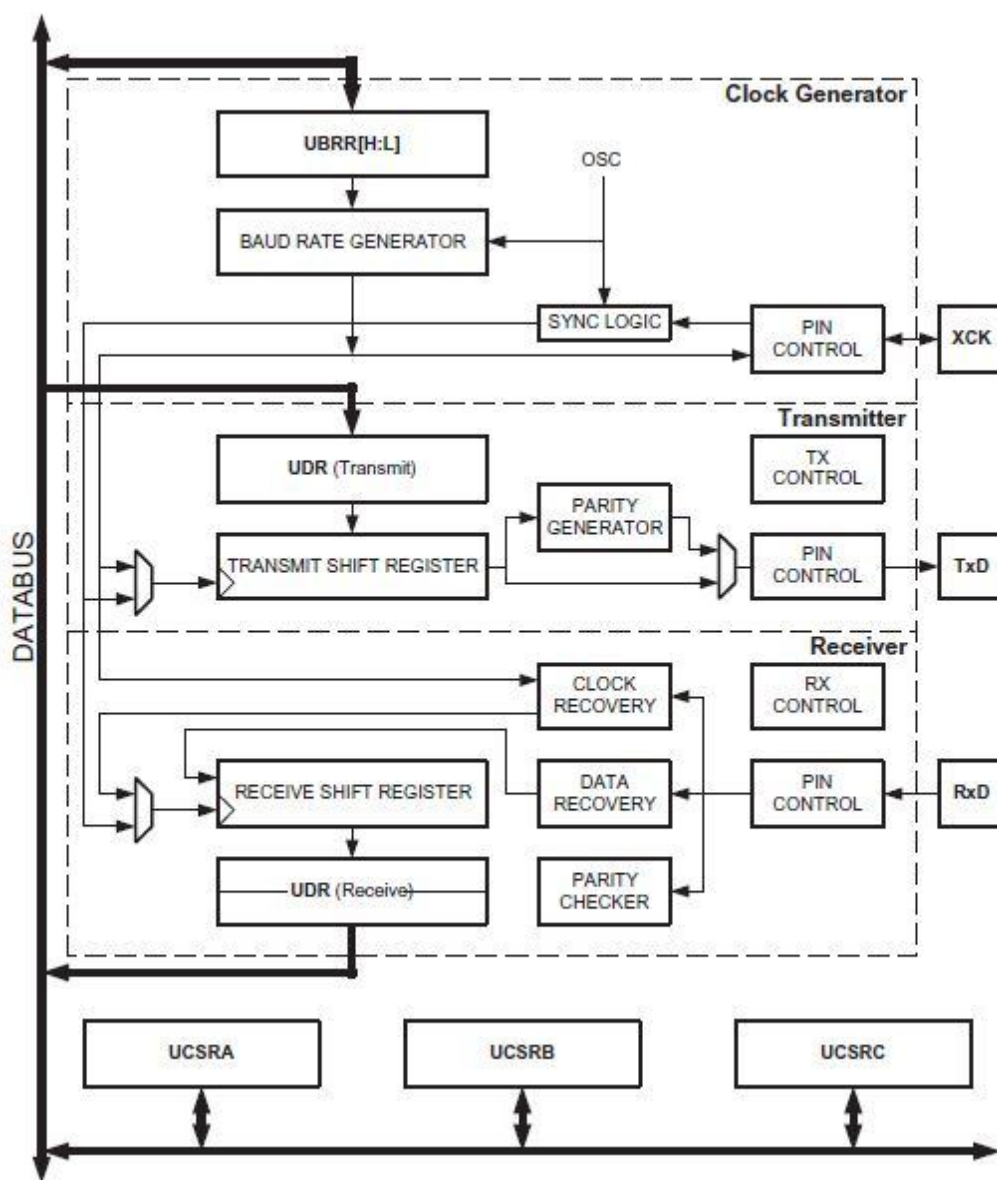 Clock Generator
UBRR[H:L]
OSC
BAUD RATE GENERATOR
SYNC LOGIC
PIN
CONTROL
XCK
Transmitter
UDR (Transmit)
TX
CONTROL
PARITY
GENERATOR
TRANSMIT SHIFT REGISTER
PIN
CONTROL
TxD
DATABUS
Receiver
CLOCK
RECOVERY
RX
CONTROL
RECEIVE SHIFT REGISTER
DATA
RECOVERY
PIN
CONTROL
RxD
UDR (Receive)
PARITY
CHECKER
UCSRA
UCSRB
UCSRC